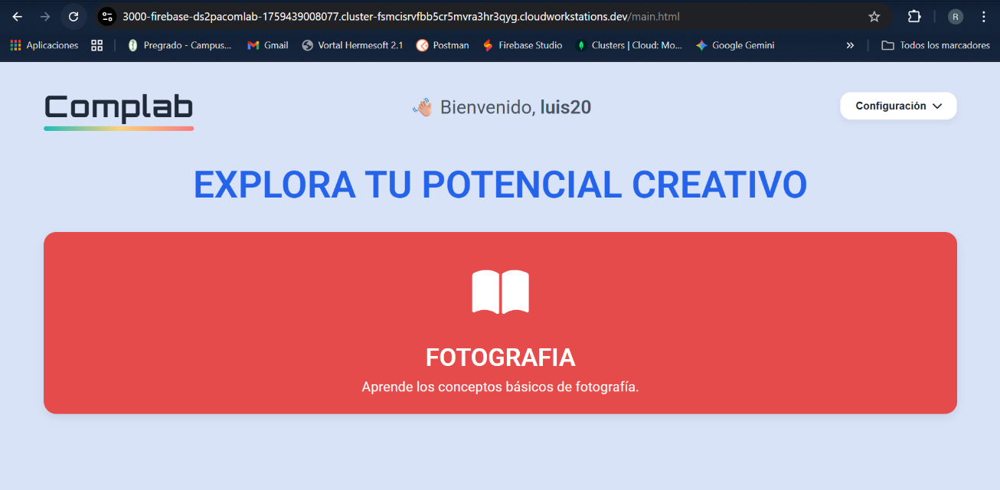 3000-firebase-ds2pacomlab-1759439008077.cluster-fsmcisrvfbb5cr5mvra3hr3qyg.cloudworkstations.dev/main.html
R
Aplicaciones
Pregrado - Campus...
Gmail
Vortal Hermesoft 2.1
Postman
Firebase Studio
Clusters | Cloud: Mo...
Google Gemini
»
Todos los marcadores
Complab
👋🏼 Bienvenido, luis20
Configuración
EXPLORA TU POTENCIAL CREATIVO
FOTOGRAFIA
Aprende los conceptos básicos de fotografía.